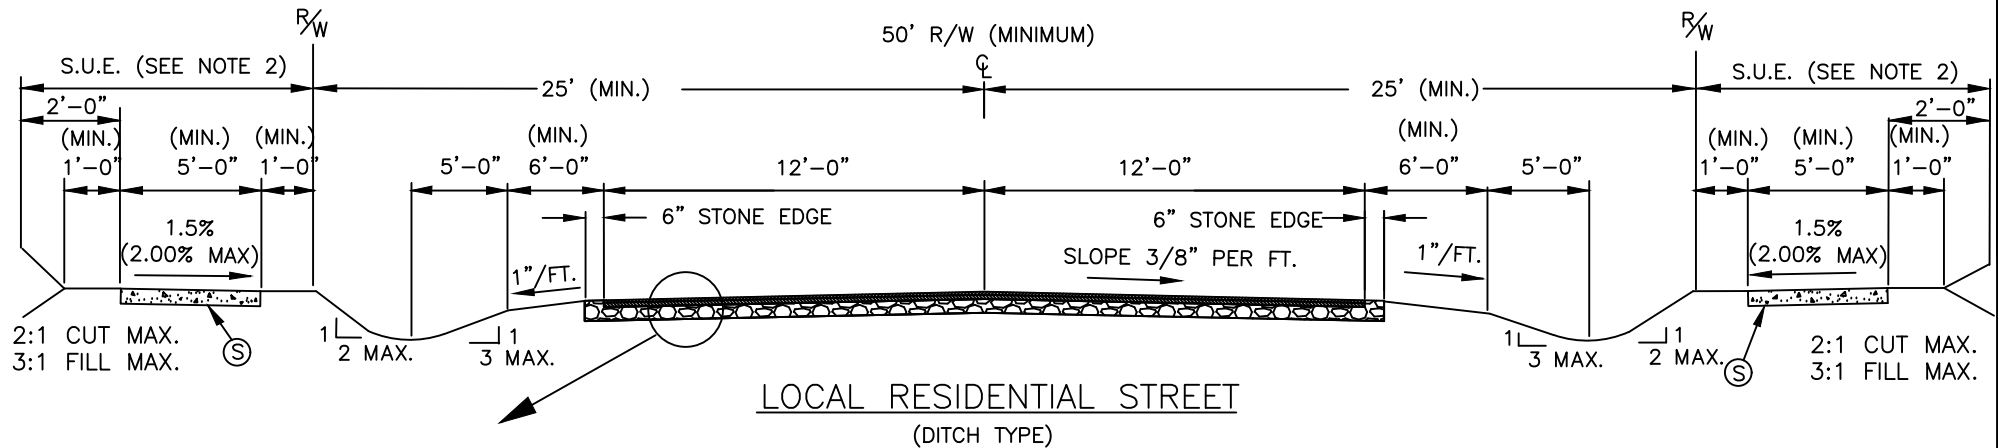 R/W
50' R/W (MINIMUM)
R/W
S.U.E. (SEE NOTE 2)
℄
S.U.E. (SEE NOTE 2)
25' (MIN.)
25' (MIN.)
2'-0"
2'-0"
(MIN.) (MIN.) (MIN.)
(MIN.)
(MIN.)
(MIN.) (MIN.) (MIN.)
1'-0" 5'-0" 1'-0"
5'-0" 6'-0" 12'-0" 12'-0" 6'-0" 5'-0"
1'-0" 5'-0" 1'-0"
6" STONE EDGE
6" STONE EDGE
1.5%
(2.00% MAX)
1.5%
(2.00% MAX)
1"/FT.
SLOPE 3/8" PER FT.
1"/FT.
2:1 CUT MAX.
3:1 FILL MAX.
S
1
2 MAX.
1
3 MAX.
1
3 MAX.
1
2 MAX.
S
2:1 CUT MAX.
3:1 FILL MAX.
LOCAL RESIDENTIAL STREET
(DITCH TYPE)